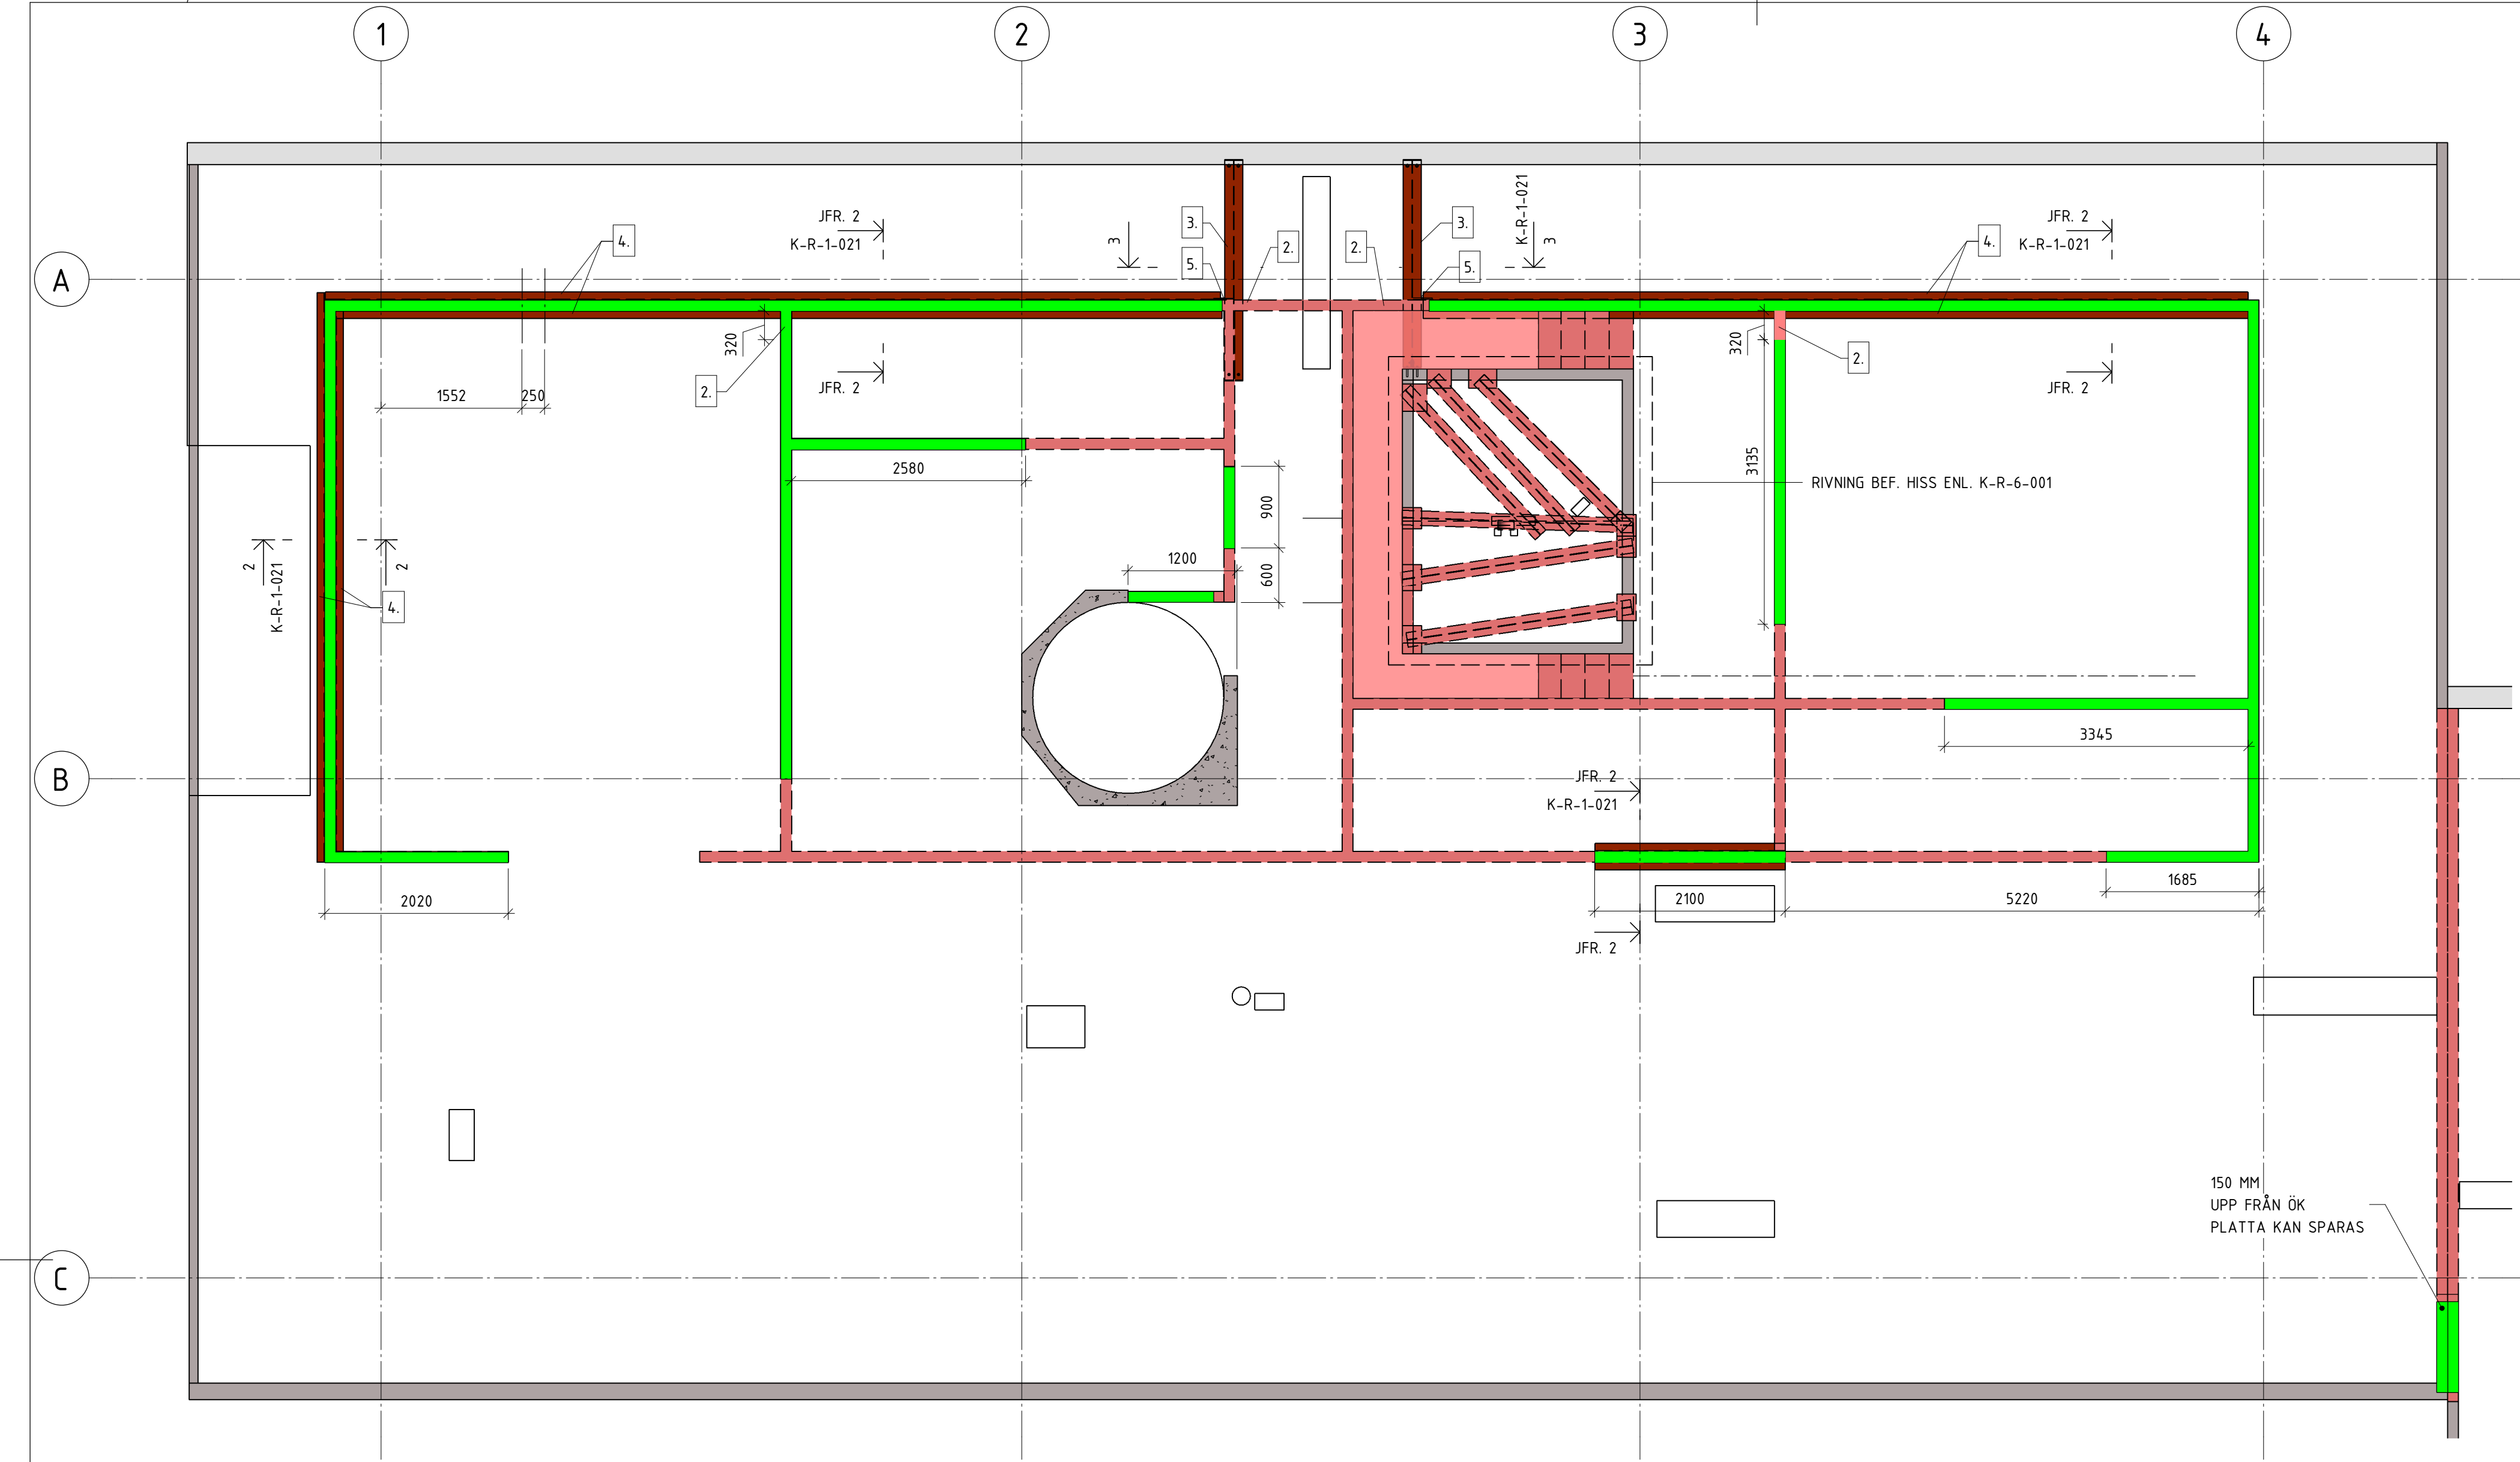 1
2
3
4
A
B
C
JFR. 2
K-R-1-021
4.
3
3.
5.
2.
2.
K-R-1-021
3
3.
5.
JFR. 2
K-R-1-021
4.
320
JFR. 2
2.
1552
250
320
2.
JFR. 2
2580
900
600
1200
3135
RIVNING BEF. HISS ENL. K-R-6-001
2
K-R-1-021
2
4.
3345
JFR. 2
K-R-1-021
2020
2100
5220
1685
JFR. 2
150 MM
UPP FRÅN ÖK
PLATTA KAN SPARAS